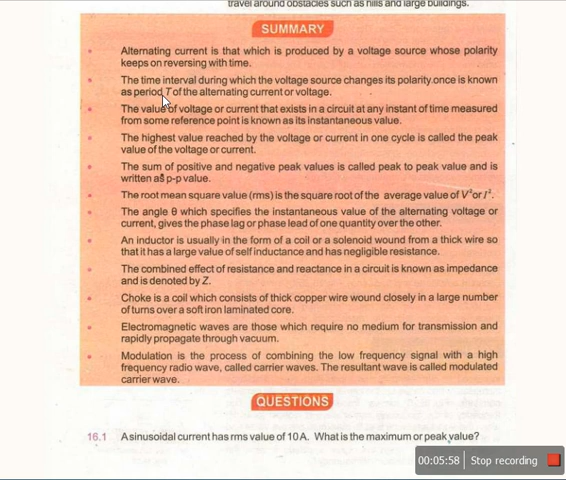 travel around obstacles such as hills and large buildings.
SUMMARY
Alternating current is that which is produced by a voltage source whose polarity
keeps on reversing with time.
The time interval during which the voltage source changes its polarity once is known
as period T of the alternating current or voltage.
The value of voltage or current that exists in a circuit at any instant of time measured
from some reference point is known as its instantaneous value.
The highest value reached by the voltage or current in one cycle is called the peak
value of the voltage or current.
The sum of positive and negative peak values is called peak to peak value and is
written as p-p value.
The root mean square value (rms) is the square root of the average value of V² or I².
The angle θ which specifies the instantaneous value of the alternating voltage or
current, gives the phase lag or phase lead of one quantity over the other.
An inductor is usually in the form of a coil or a solenoid wound from a thick wire so
that it has a large value of self inductance and has negligible resistance.
The combined effect of resistance and reactance in a circuit is known as impedance
and is denoted by Z.
Choke is a coil which consists of thick copper wire wound closely in a large number
of turns over a soft iron laminated core.
Electromagnetic waves are those which require no medium for transmission and
rapidly propagate through vacuum.
Modulation is the process of combining the low frequency signal with a high
frequency radio wave, called carrier waves. The resultant wave is called modulated
carrier wave.
QUESTIONS
16.1 A sinusoidal current has rms value of 10 A. What is the maximum or peak value?
00:05:58 Stop recording